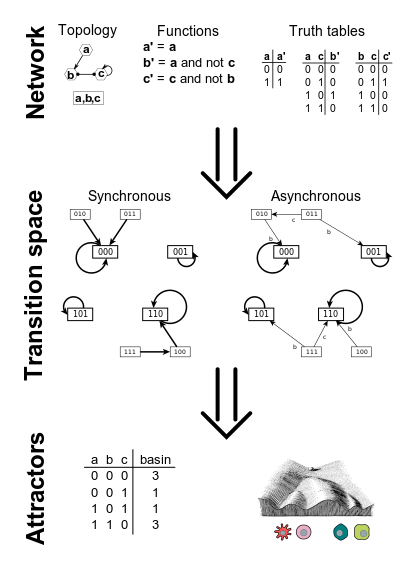 Network
Topology
a
b
c
a,b,c
Functions
a' = a
b' = a and not c
c' = c and not b
Truth tables
a a'
0 0
1 1
a c b'
0 0 0
0 1 0
1 0 1
1 1 0
b c c'
0 0 0
0 1 1
1 0 0
1 1 0
Transition space
Synchronous
010 011
000 001
101 110
111 100
Asynchronous
010 c 011
b b
000 001
101 110
b c b
111 100
Attractors
a b c basin
0 0 0 3
0 0 1 1
1 0 1 1
1 1 0 3